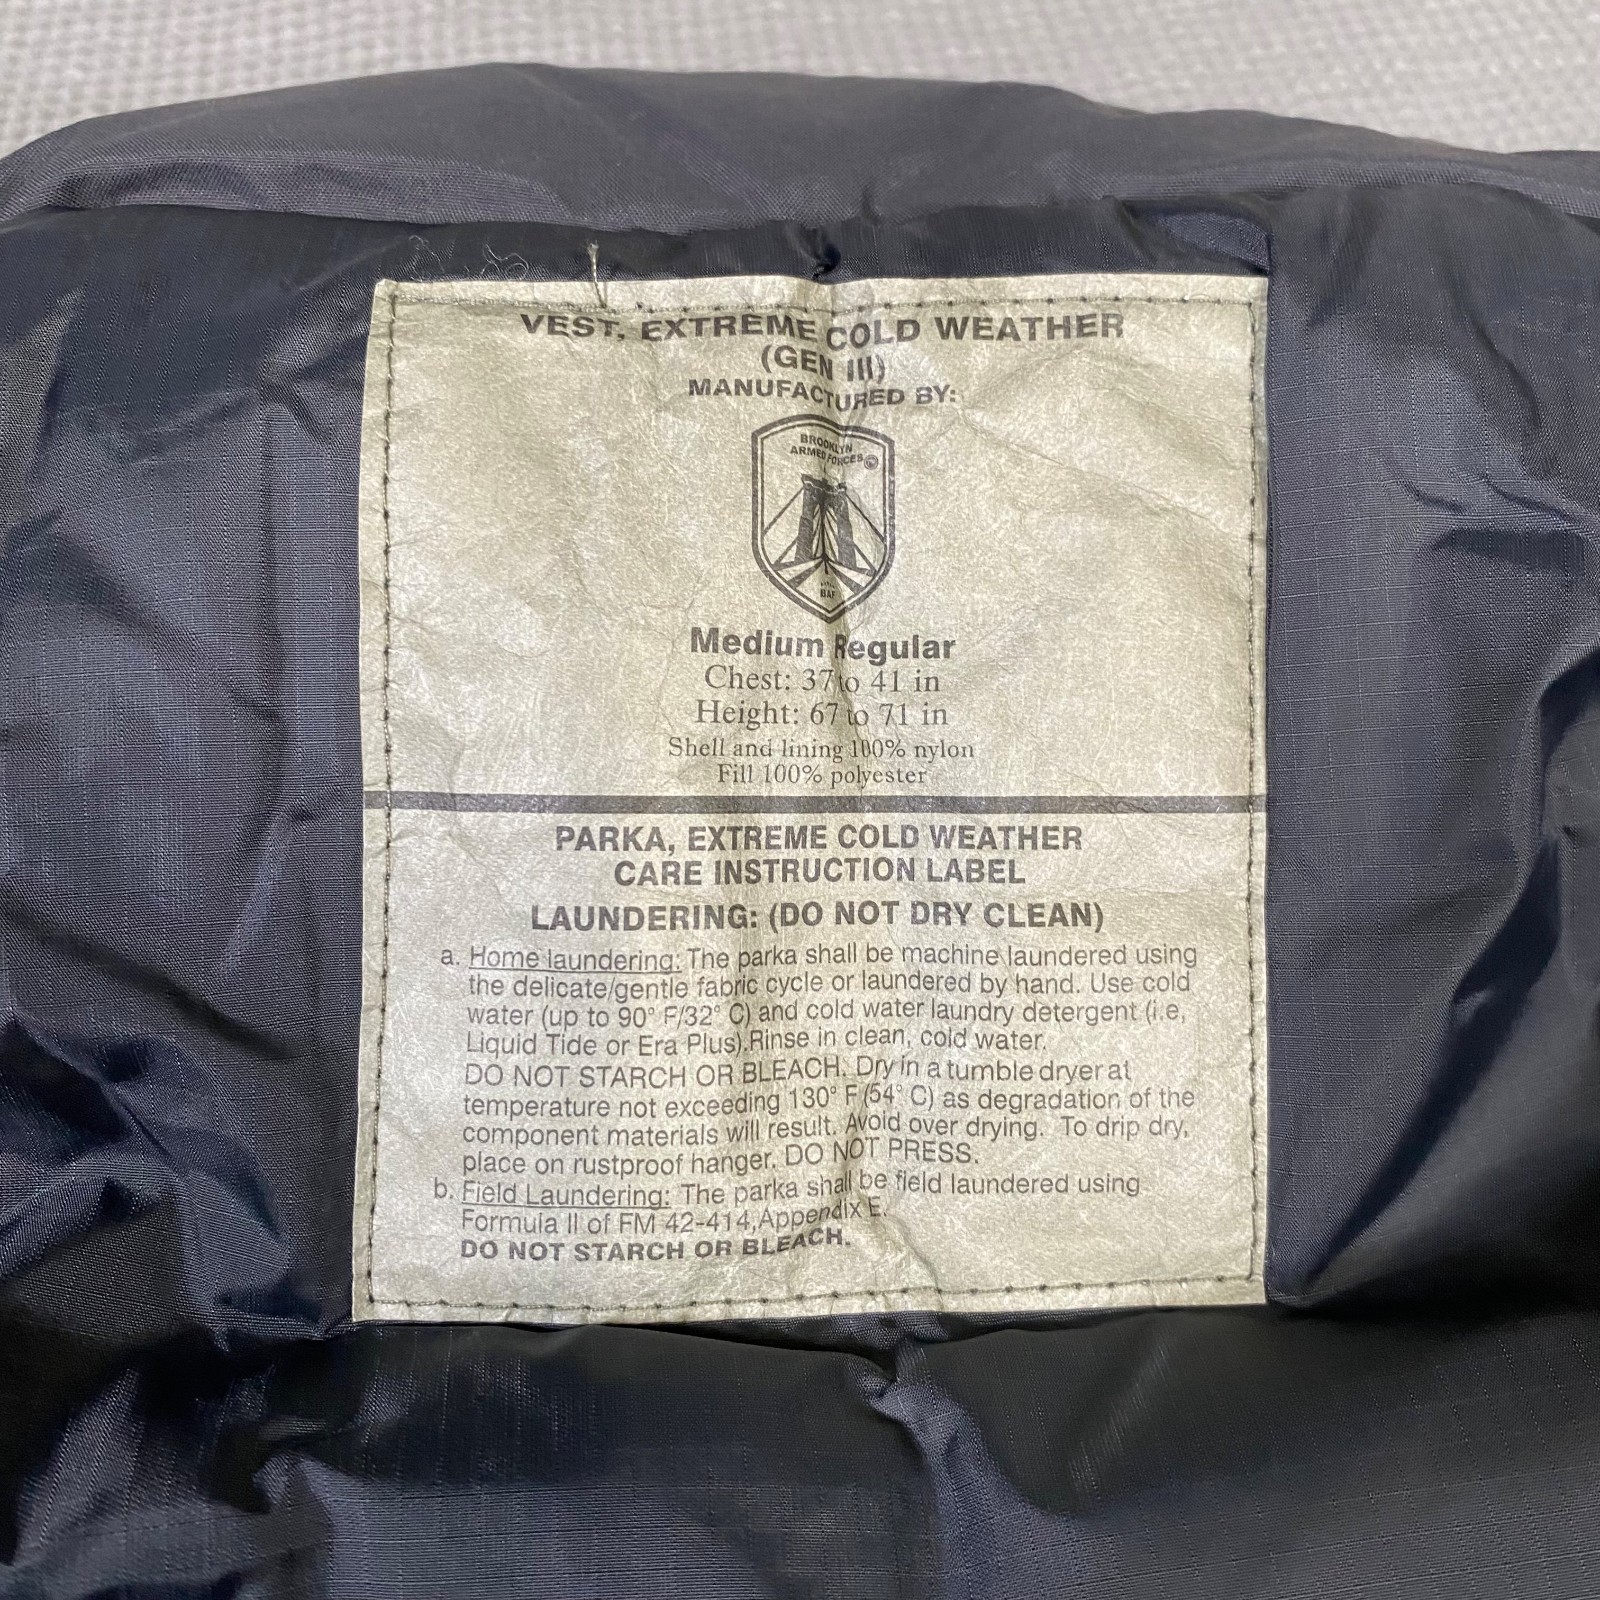 VEST, EXTREME COLD WEATHER
(GEN III)
MANUFACTURED BY:
BROOKLYN
ARMED FORCES
BAF
Medium Regular
Chest: 37 to 41 in
Height: 67 to 71 in
Shell and lining 100% nylon
Fill 100% polyester
PARKA, EXTREME COLD WEATHER
CARE INSTRUCTION LABEL
LAUNDERING: (DO NOT DRY CLEAN)
a. Home laundering: The parka shall be machine laundered using
the delicate/gentle fabric cycle or laundered by hand. Use cold
water (up to 90° F/32° C) and cold water laundry detergent (i.e,
Liquid Tide or Era Plus).Rinse in clean, cold water.
DO NOT STARCH OR BLEACH. Dry in a tumble dryer at
temperature not exceeding 130° F (54° C) as degradation of the
component materials will result. Avoid over drying. To drip dry,
place on rustproof hanger. DO NOT PRESS.
b. Field Laundering: The parka shall be field laundered using
Formula II of FM 42-414,Appendix E.
DO NOT STARCH OR BLEACH.